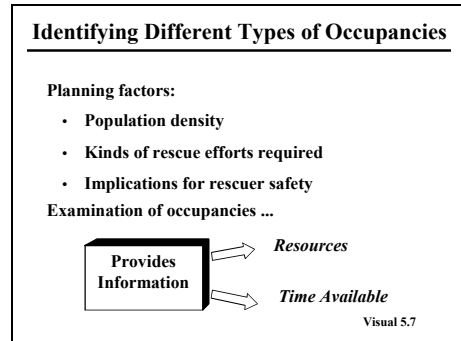 Identifying Different Types of Occupancies
Planning factors:
• Population density
• Kinds of rescue efforts required
• Implications for rescuer safety
Examination of occupancies ...
Provides
Information
Resources
Time Available
Visual 5.7